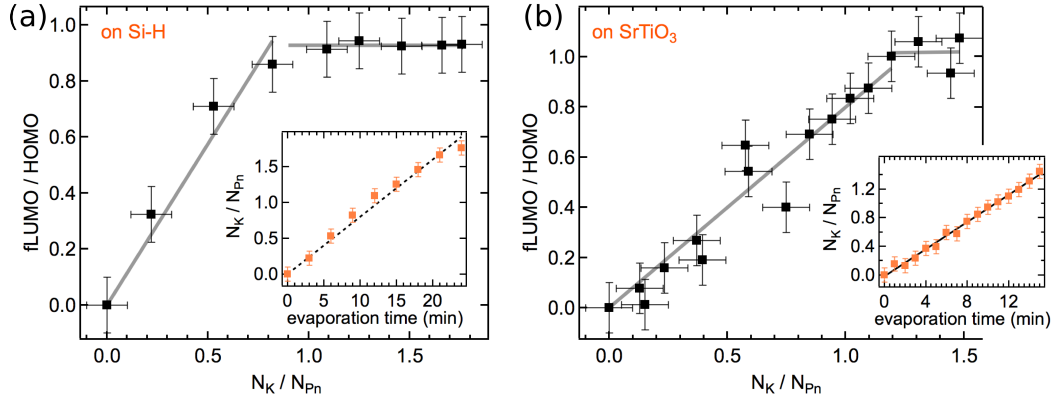 (a)
on Si-H
fLUMO / HOMO
1.0
0.8
0.6
0.4
0.2
0.0
0.0 0.5 1.0 1.5
N_K / N_Pn
N_K / N_Pn
1.5
1.0
0.5
0.0
0 5 10 15 20
evaporation time (min)
(b)
on SrTiO₃
fLUMO / HOMO
1.0
0.8
0.6
0.4
0.2
0.0
0.0 0.5 1.0 1.5
N_K / N_Pn
N_K / N_Pn
1.2
0.8
0.4
0.0
0 4 8 12
evaporation time (min)